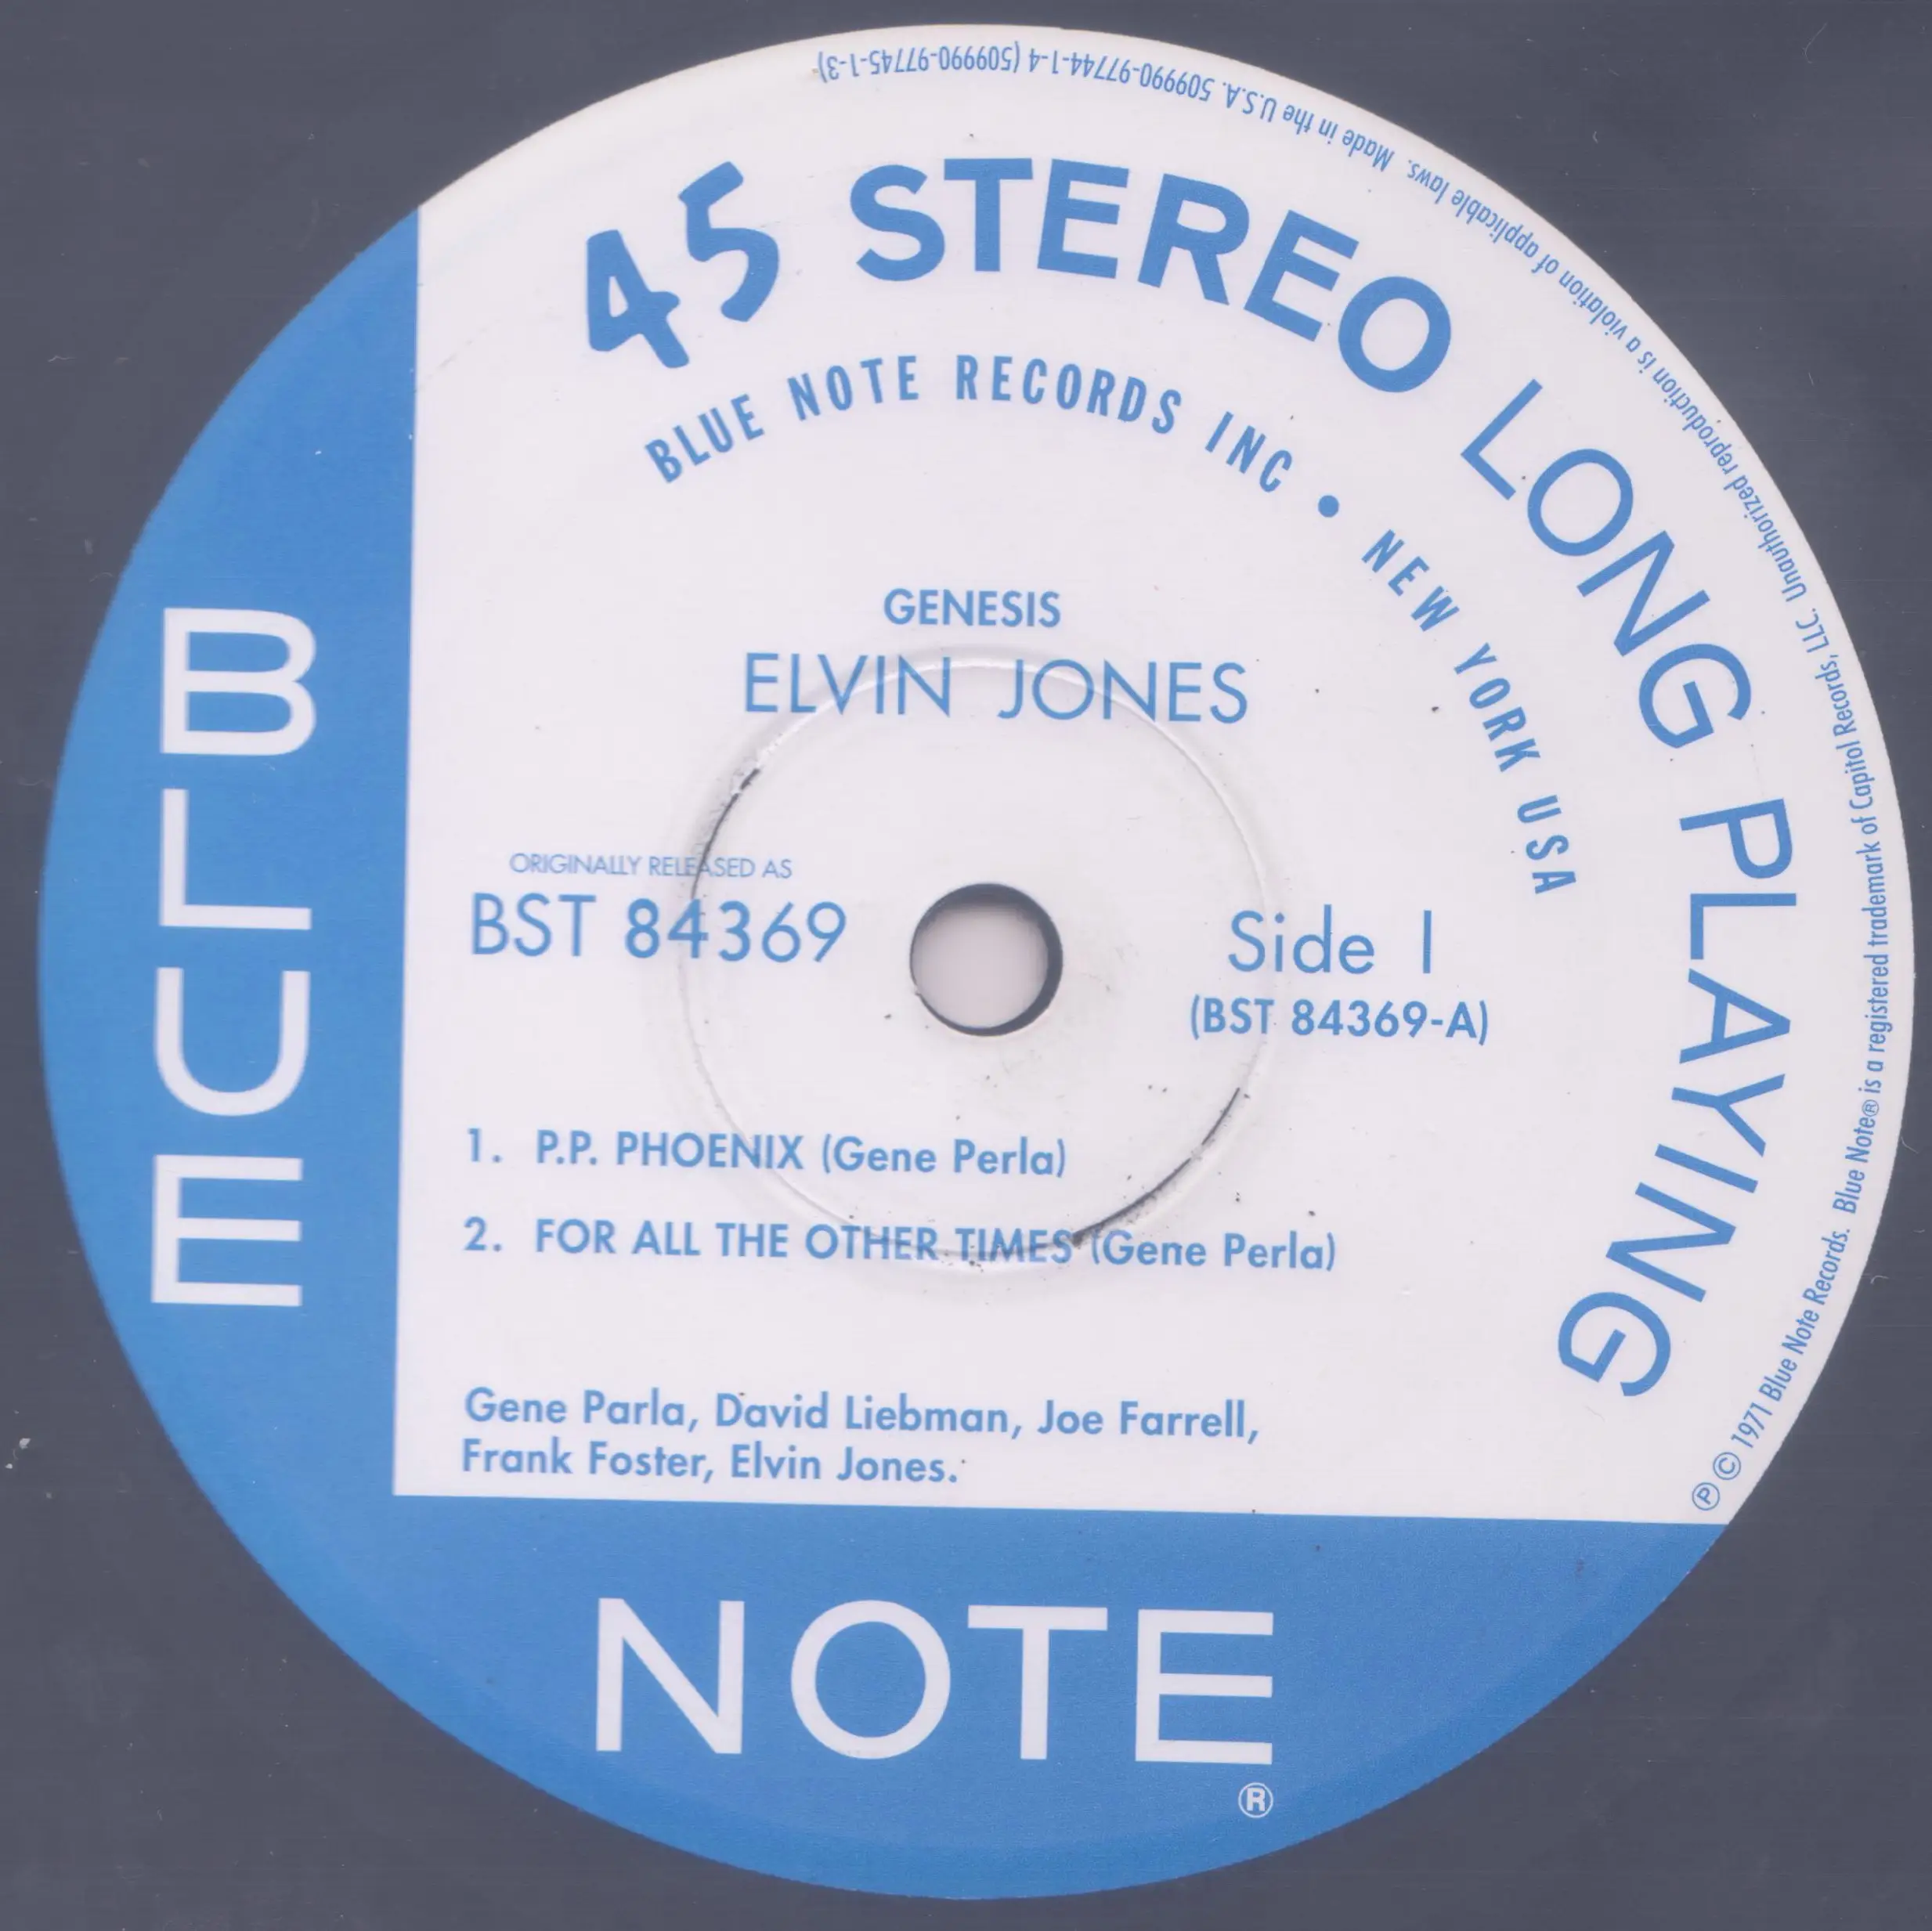 45 STEREO LONG PLAYING
BLUE NOTE RECORDS INC • NEW YORK USA
GENESIS
ELVIN JONES
ORIGINALLY RELEASED AS
BST 84369
Side 1
(BST 84369-A)
1. P.P. PHOENIX (Gene Perla)
2. FOR ALL THE OTHER TIMES (Gene Perla)
Gene Parla, David Liebman, Joe Farrell,
Frank Foster, Elvin Jones.
BLUE
NOTE
®
℗ © 1971 Blue Note Records. Blue Note® is a registered trademark of Capitol Records, LLC. Unauthorized reproduction is a violation of applicable laws. Made in the U.S.A. 509990-97744-1-4 (509990-97745-1-3)